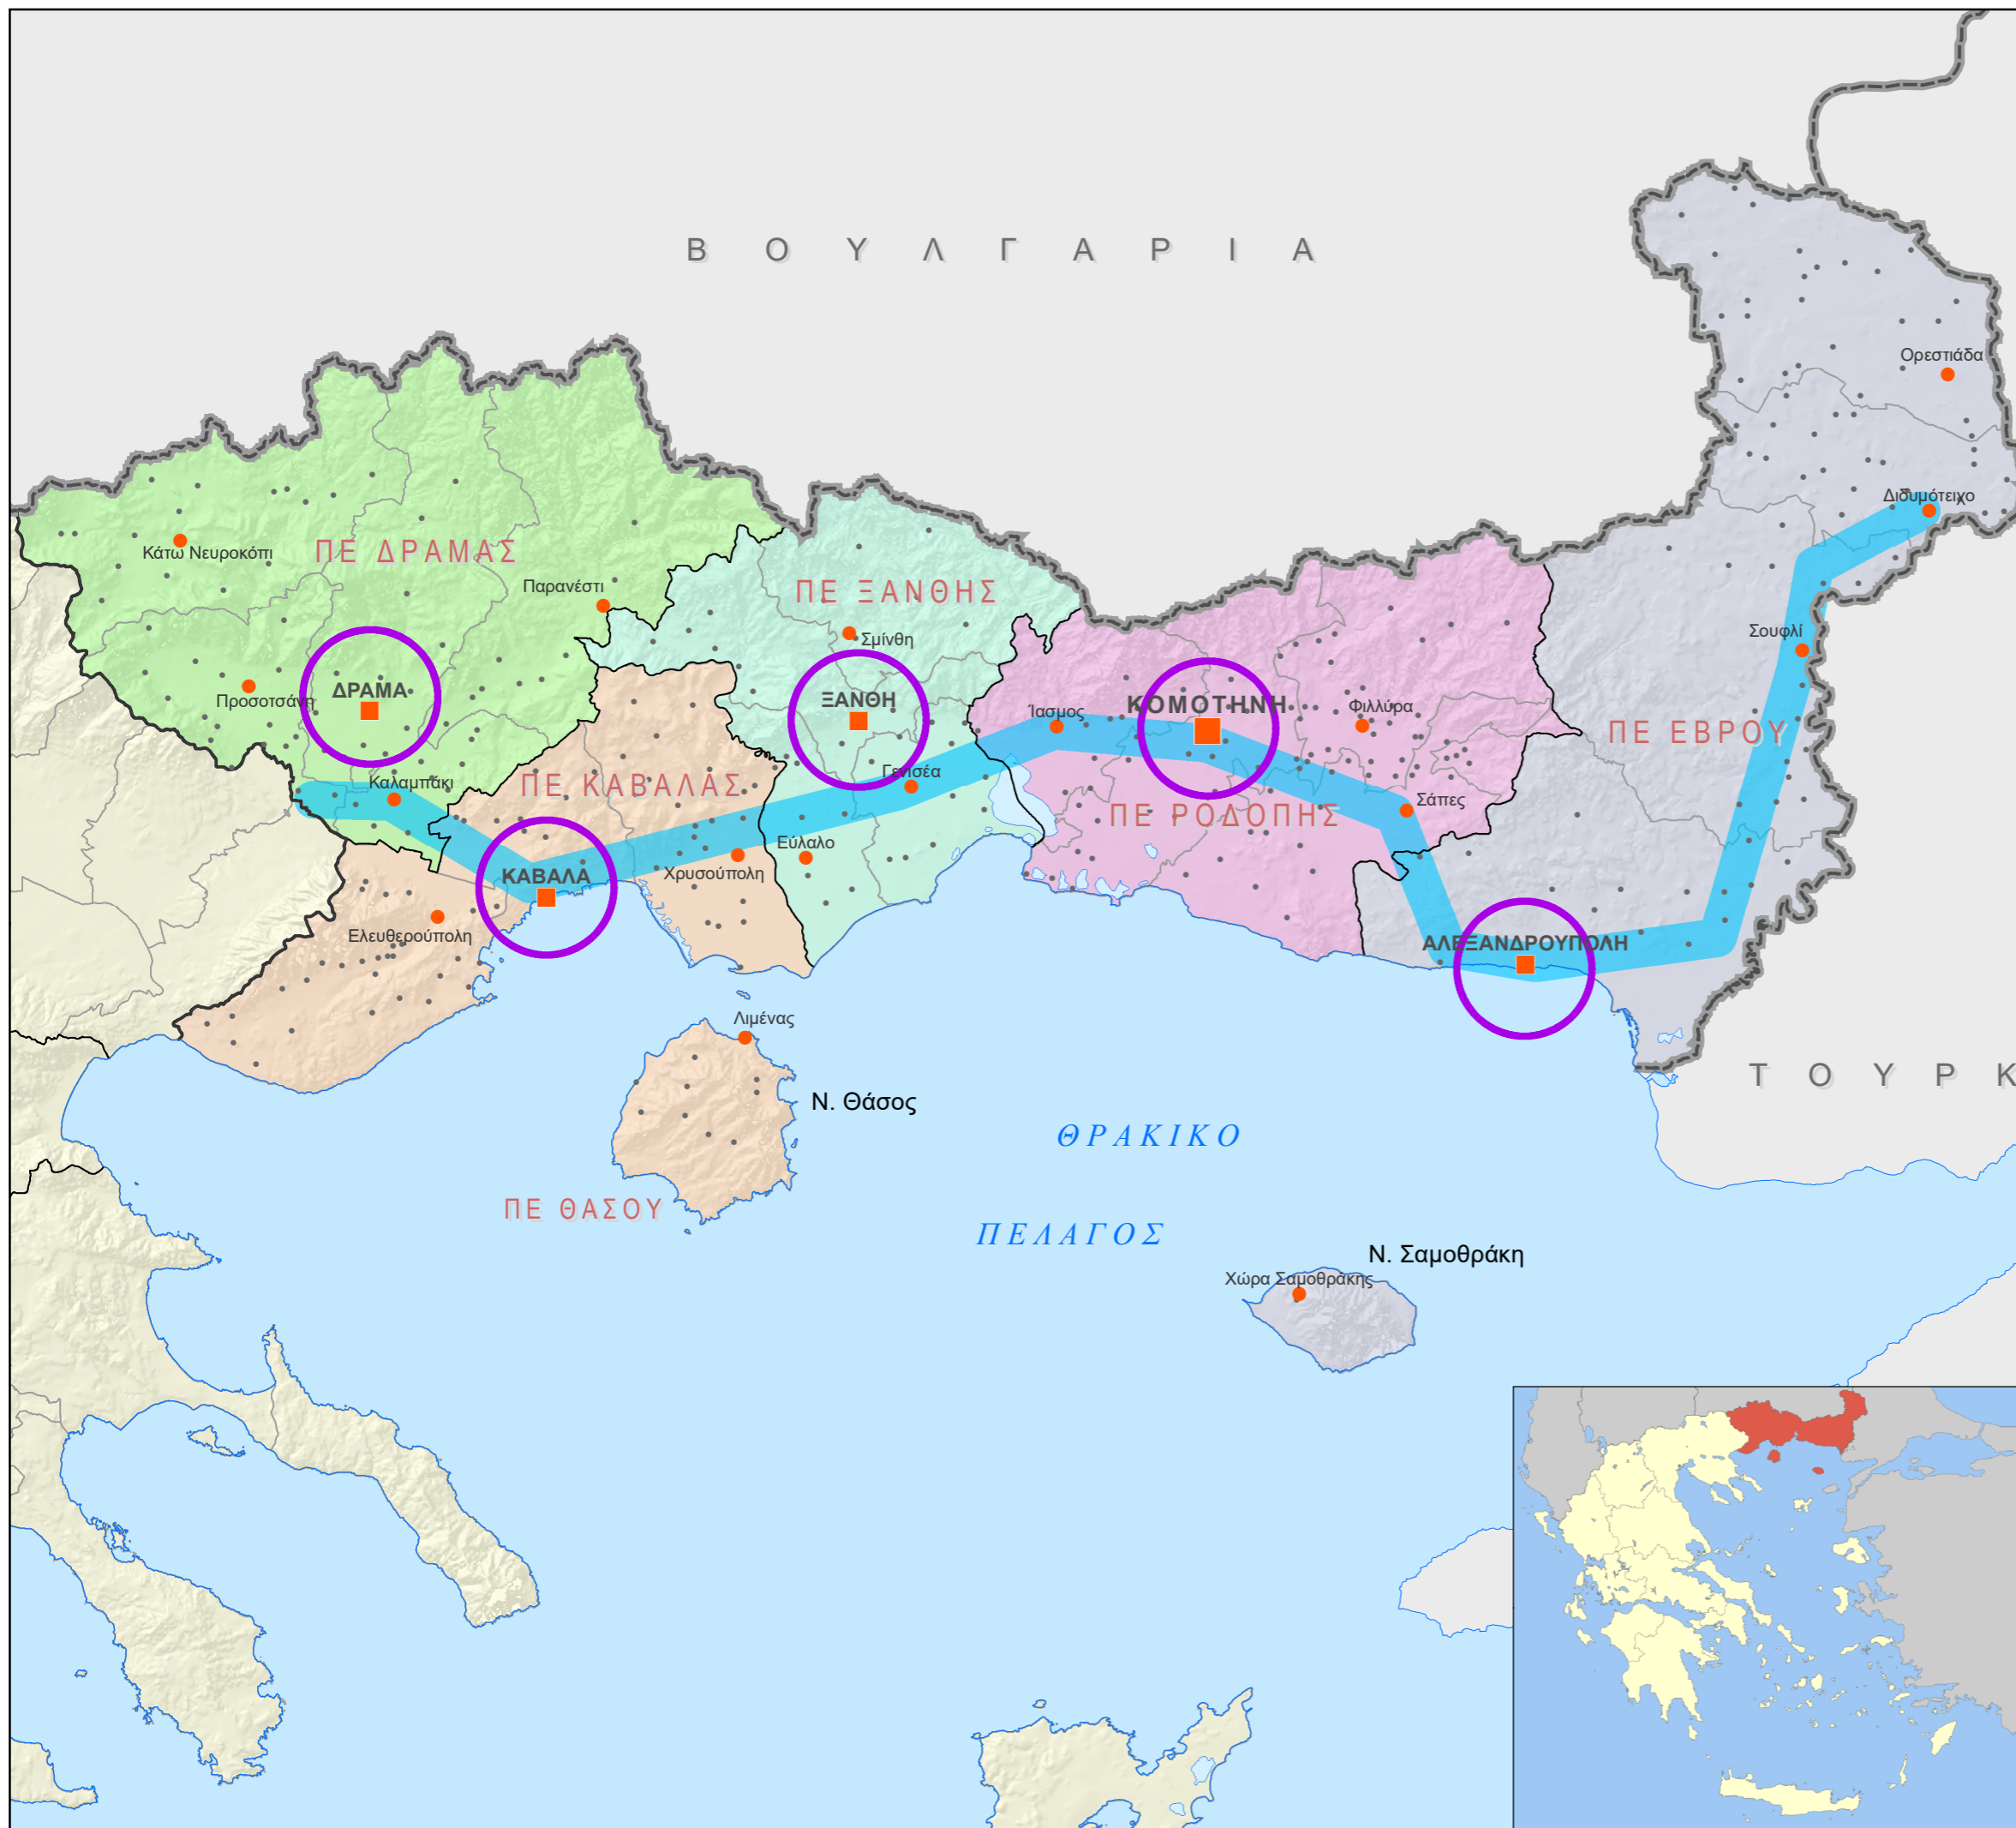 ΒΟΥΛΓΑΡΙΑ
Ορεστιάδα
Διδυμότειχο
Κάτω Νευροκόπι
ΠΕ ΔΡΑΜΑΣ
Παρανέστι
ΠΕ ΞΑΝΘΗΣ
Σμίνθη
Σουφλί
Προσοτσάνη
ΔΡΑΜΑ
ΞΑΝΘΗ
Ίασμος
ΚΟΜΟΤΗΝΗ
Φιλλύρα
ΠΕ ΕΒΡΟΥ
Καλαμπάκι
ΠΕ ΚΑΒΑΛΑΣ
Γενισέα
ΠΕ ΡΟΔΟΠΗΣ
Σάπες
Εύλαλο
ΚΑΒΑΛΑ
Χρυσούπολη
Ελευθερούπολη
ΑΛΕΞΑΝΔΡΟΥΠΟΛΗ
Λιμένας
ΤΟΥΡΚ
Ν. Θάσος
ΘΡΑΚΙΚΟ
ΠΕ ΘΑΣΟΥ
ΠΕΛΑΓΟΣ
Ν. Σαμοθράκη
Χώρα Σαμοθράκης